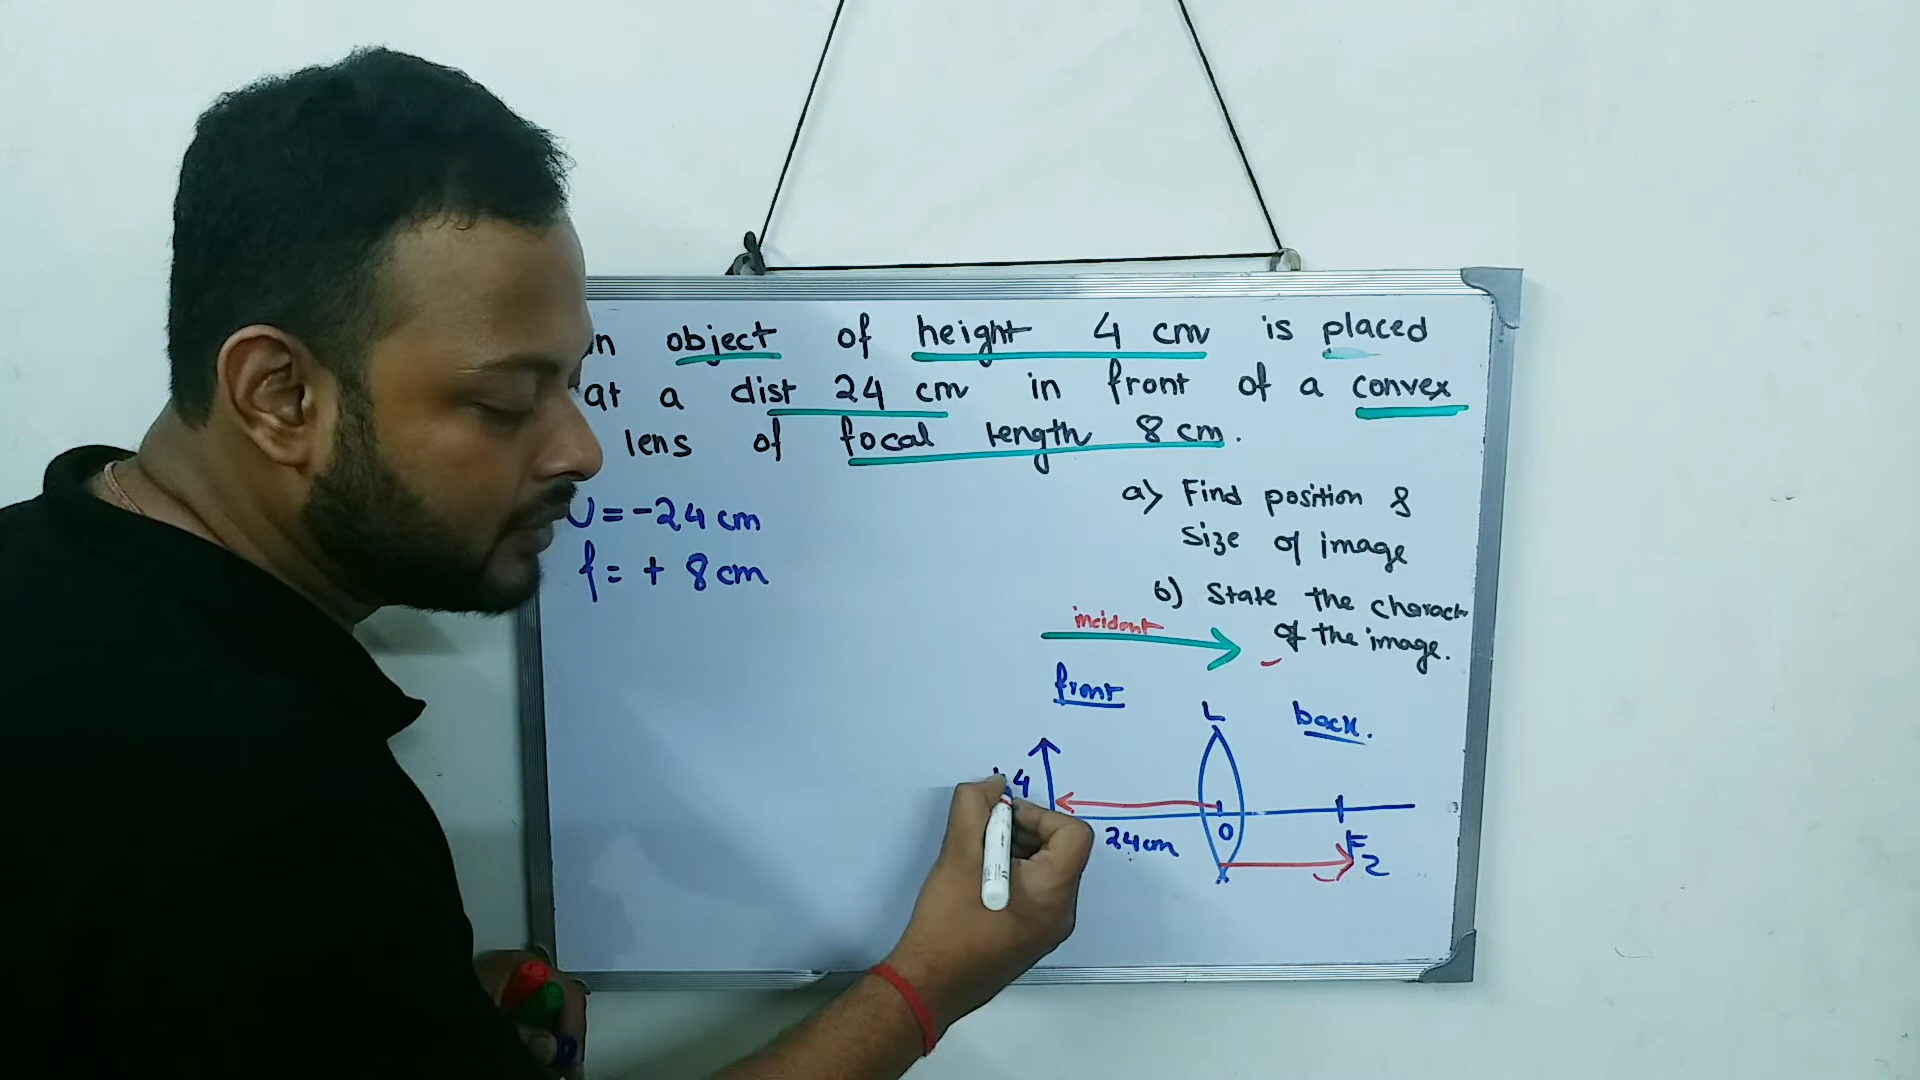 n object of height 4 cm is placed
at a dist 24 cm in front of a convex
lens of focal length 8 cm.
U = -24 cm
f = + 8 cm
a) Find position &
size of image
b) State the charact
of the image.
incident
front
L
back.
4
O
24cm
F2